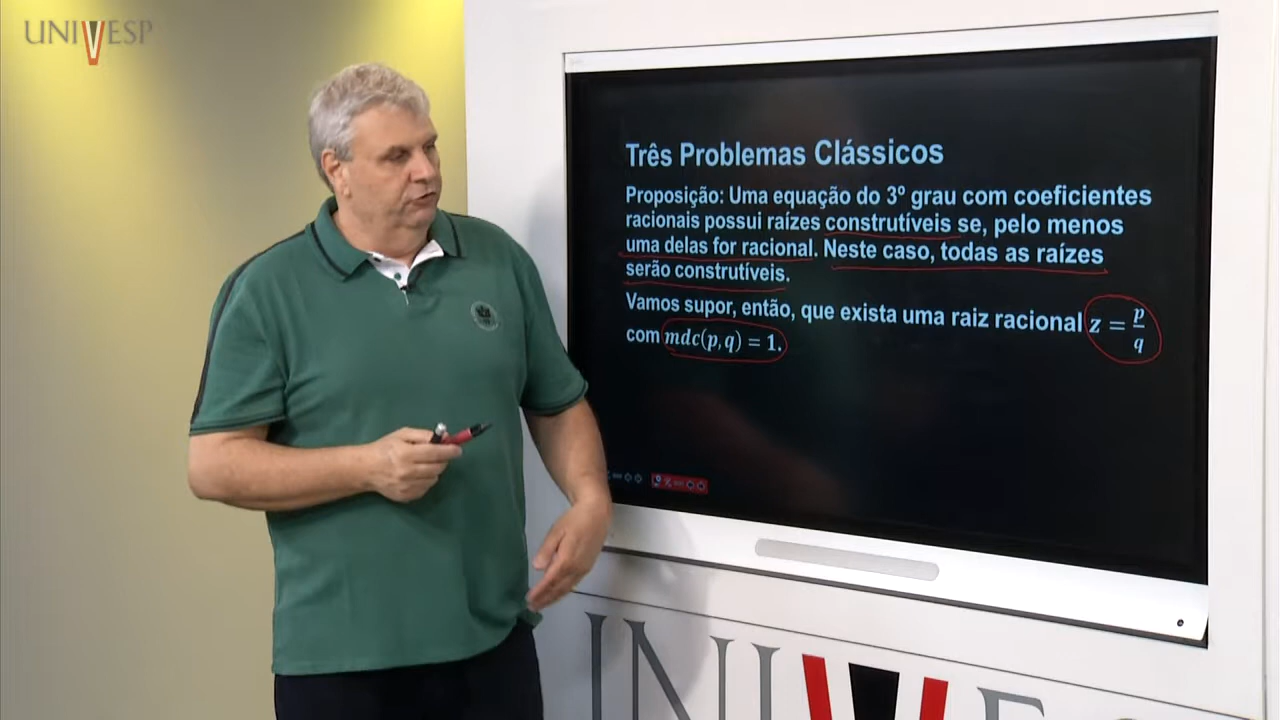 UNIVESP
Três Problemas Clássicos
Proposição: Uma equação do 3º grau com coeficientes
racionais possui raízes construtíveis se, pelo menos
uma delas for racional. Neste caso, todas as raízes
serão construtíveis.
Vamos supor, então, que exista uma raiz racional z = p/q
com mdc(p, q) = 1.
UNIVESP